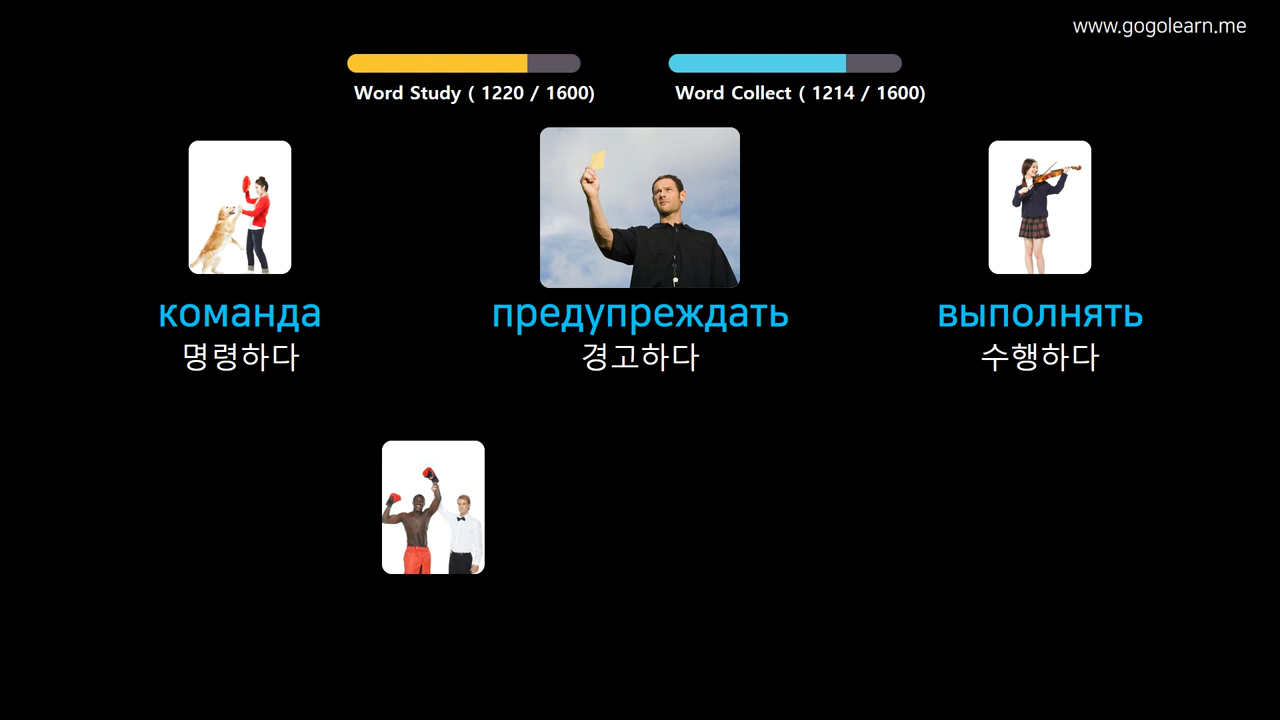 www.gogolearn.me
Word Study ( 1220 / 1600)
Word Collect ( 1214 / 1600)
команда
명령하다
предупреждать
경고하다
выполнять
수행하다